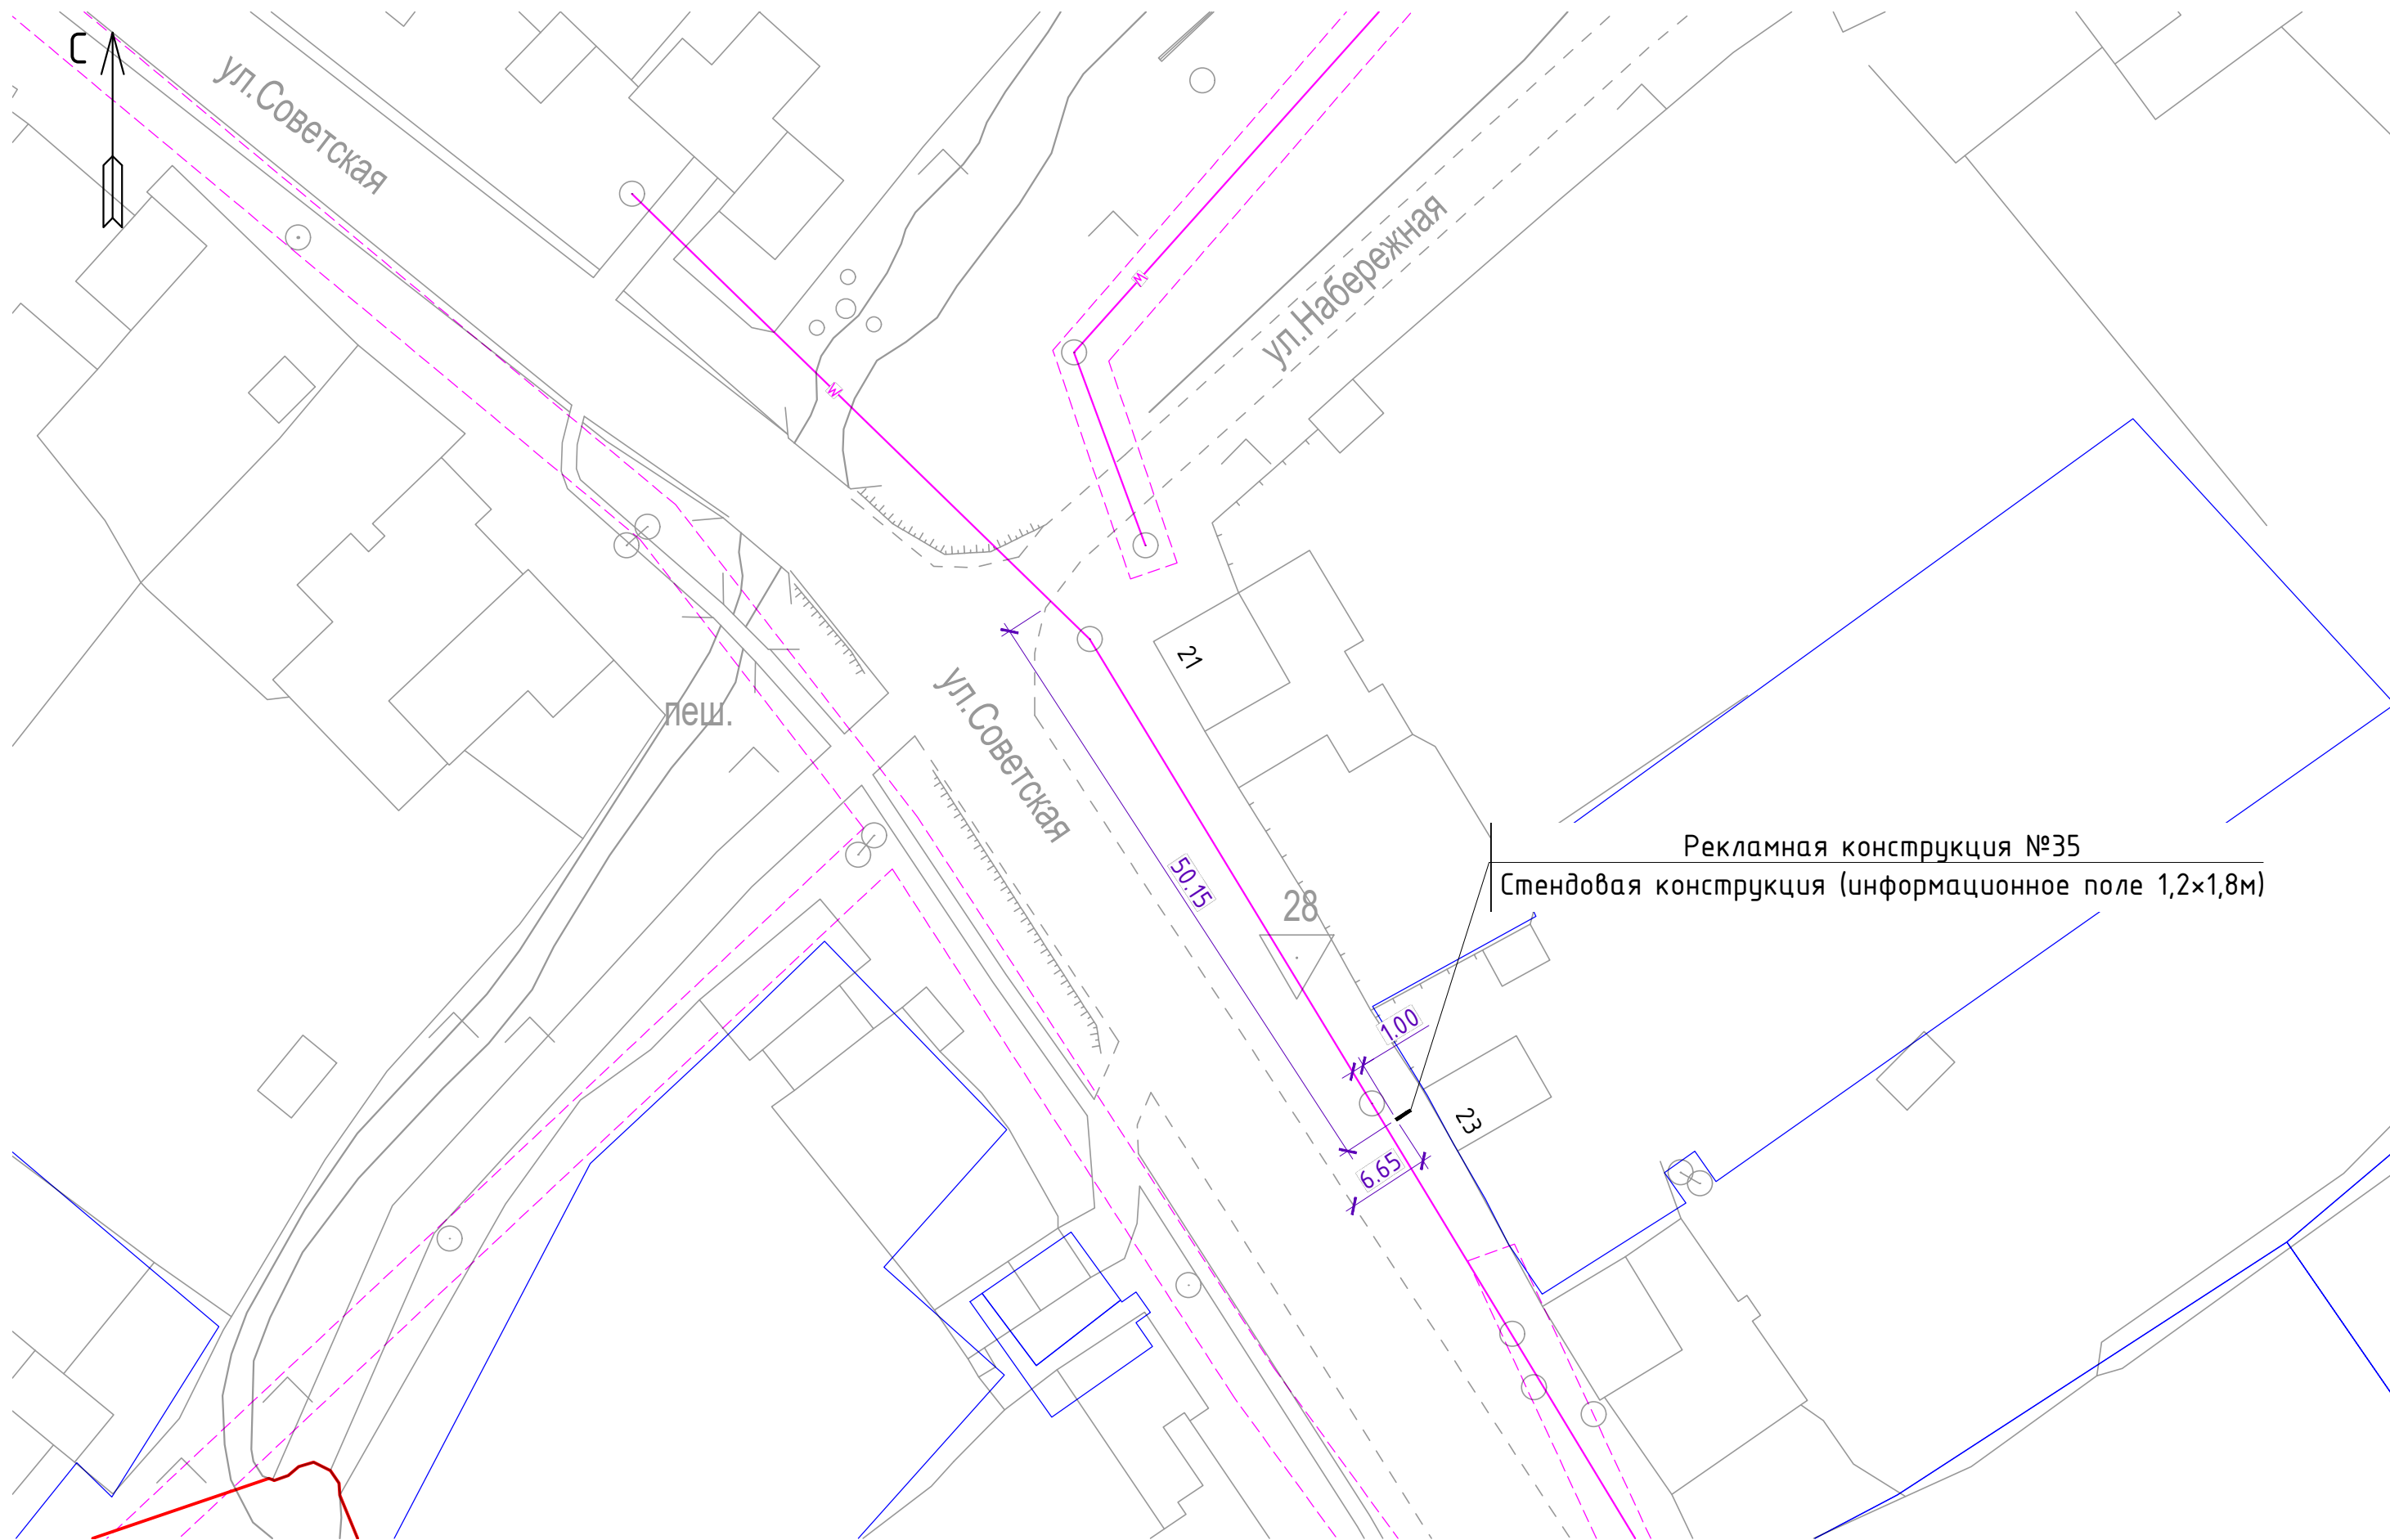 С
ул.Советская
ул.Набережная
21
пеш.
ул.Советская
50.15
28
Рекламная конструкция №35
Стендовая конструкция (информационное поле 1,2×1,8м)
1.00
23
6.65